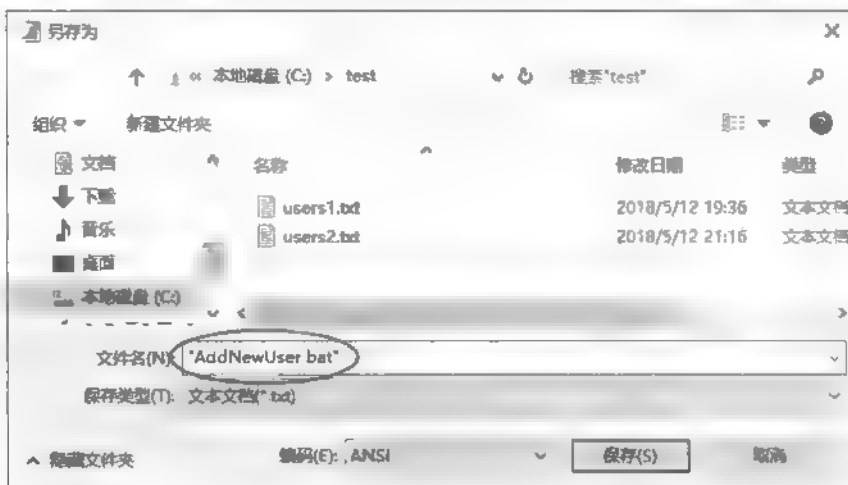 另存为
本地磁盘 (C:) > test
搜索"test"
组织
新建文件夹
文档
下载
音乐
桌面
本地磁盘 (C:)
名称
修改日期
类型
users1.txt
2018/5/12 19:36
文本文档
users2.txt
2018/5/12 21:16
文本文档
文件名(N):
"AddNewUser bat"
保存类型(T): 文本文档(*.txt)
隐藏文件夹
编码(E): ANSI
保存(S)
取消